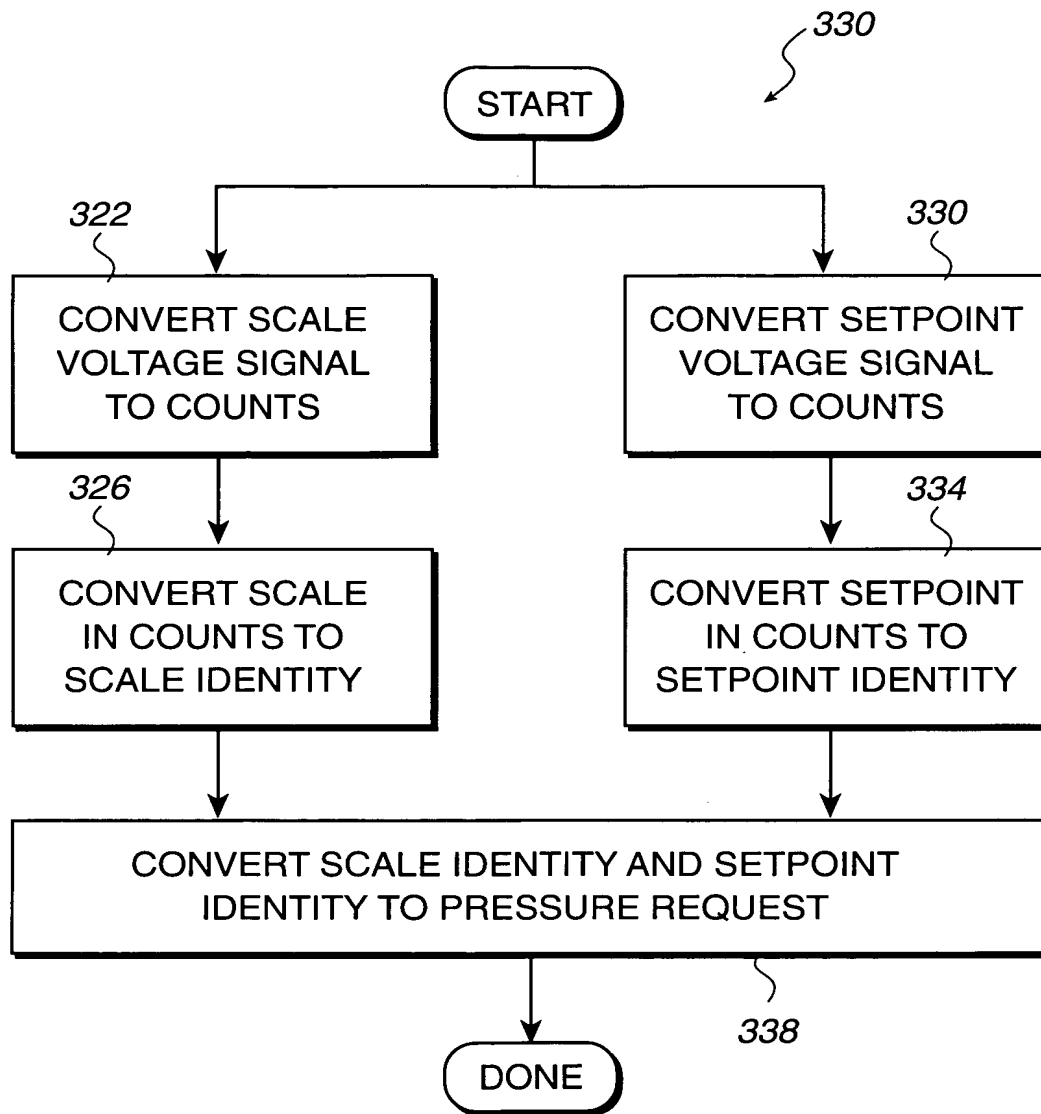 330
START
322
CONVERT SCALE
VOLTAGE SIGNAL
TO COUNTS
330
CONVERT SETPOINT
VOLTAGE SIGNAL
TO COUNTS
326
CONVERT SCALE
IN COUNTS TO
SCALE IDENTITY
334
CONVERT SETPOINT
IN COUNTS TO
SETPOINT IDENTITY
CONVERT SCALE IDENTITY AND SETPOINT
IDENTITY TO PRESSURE REQUEST
338
DONE